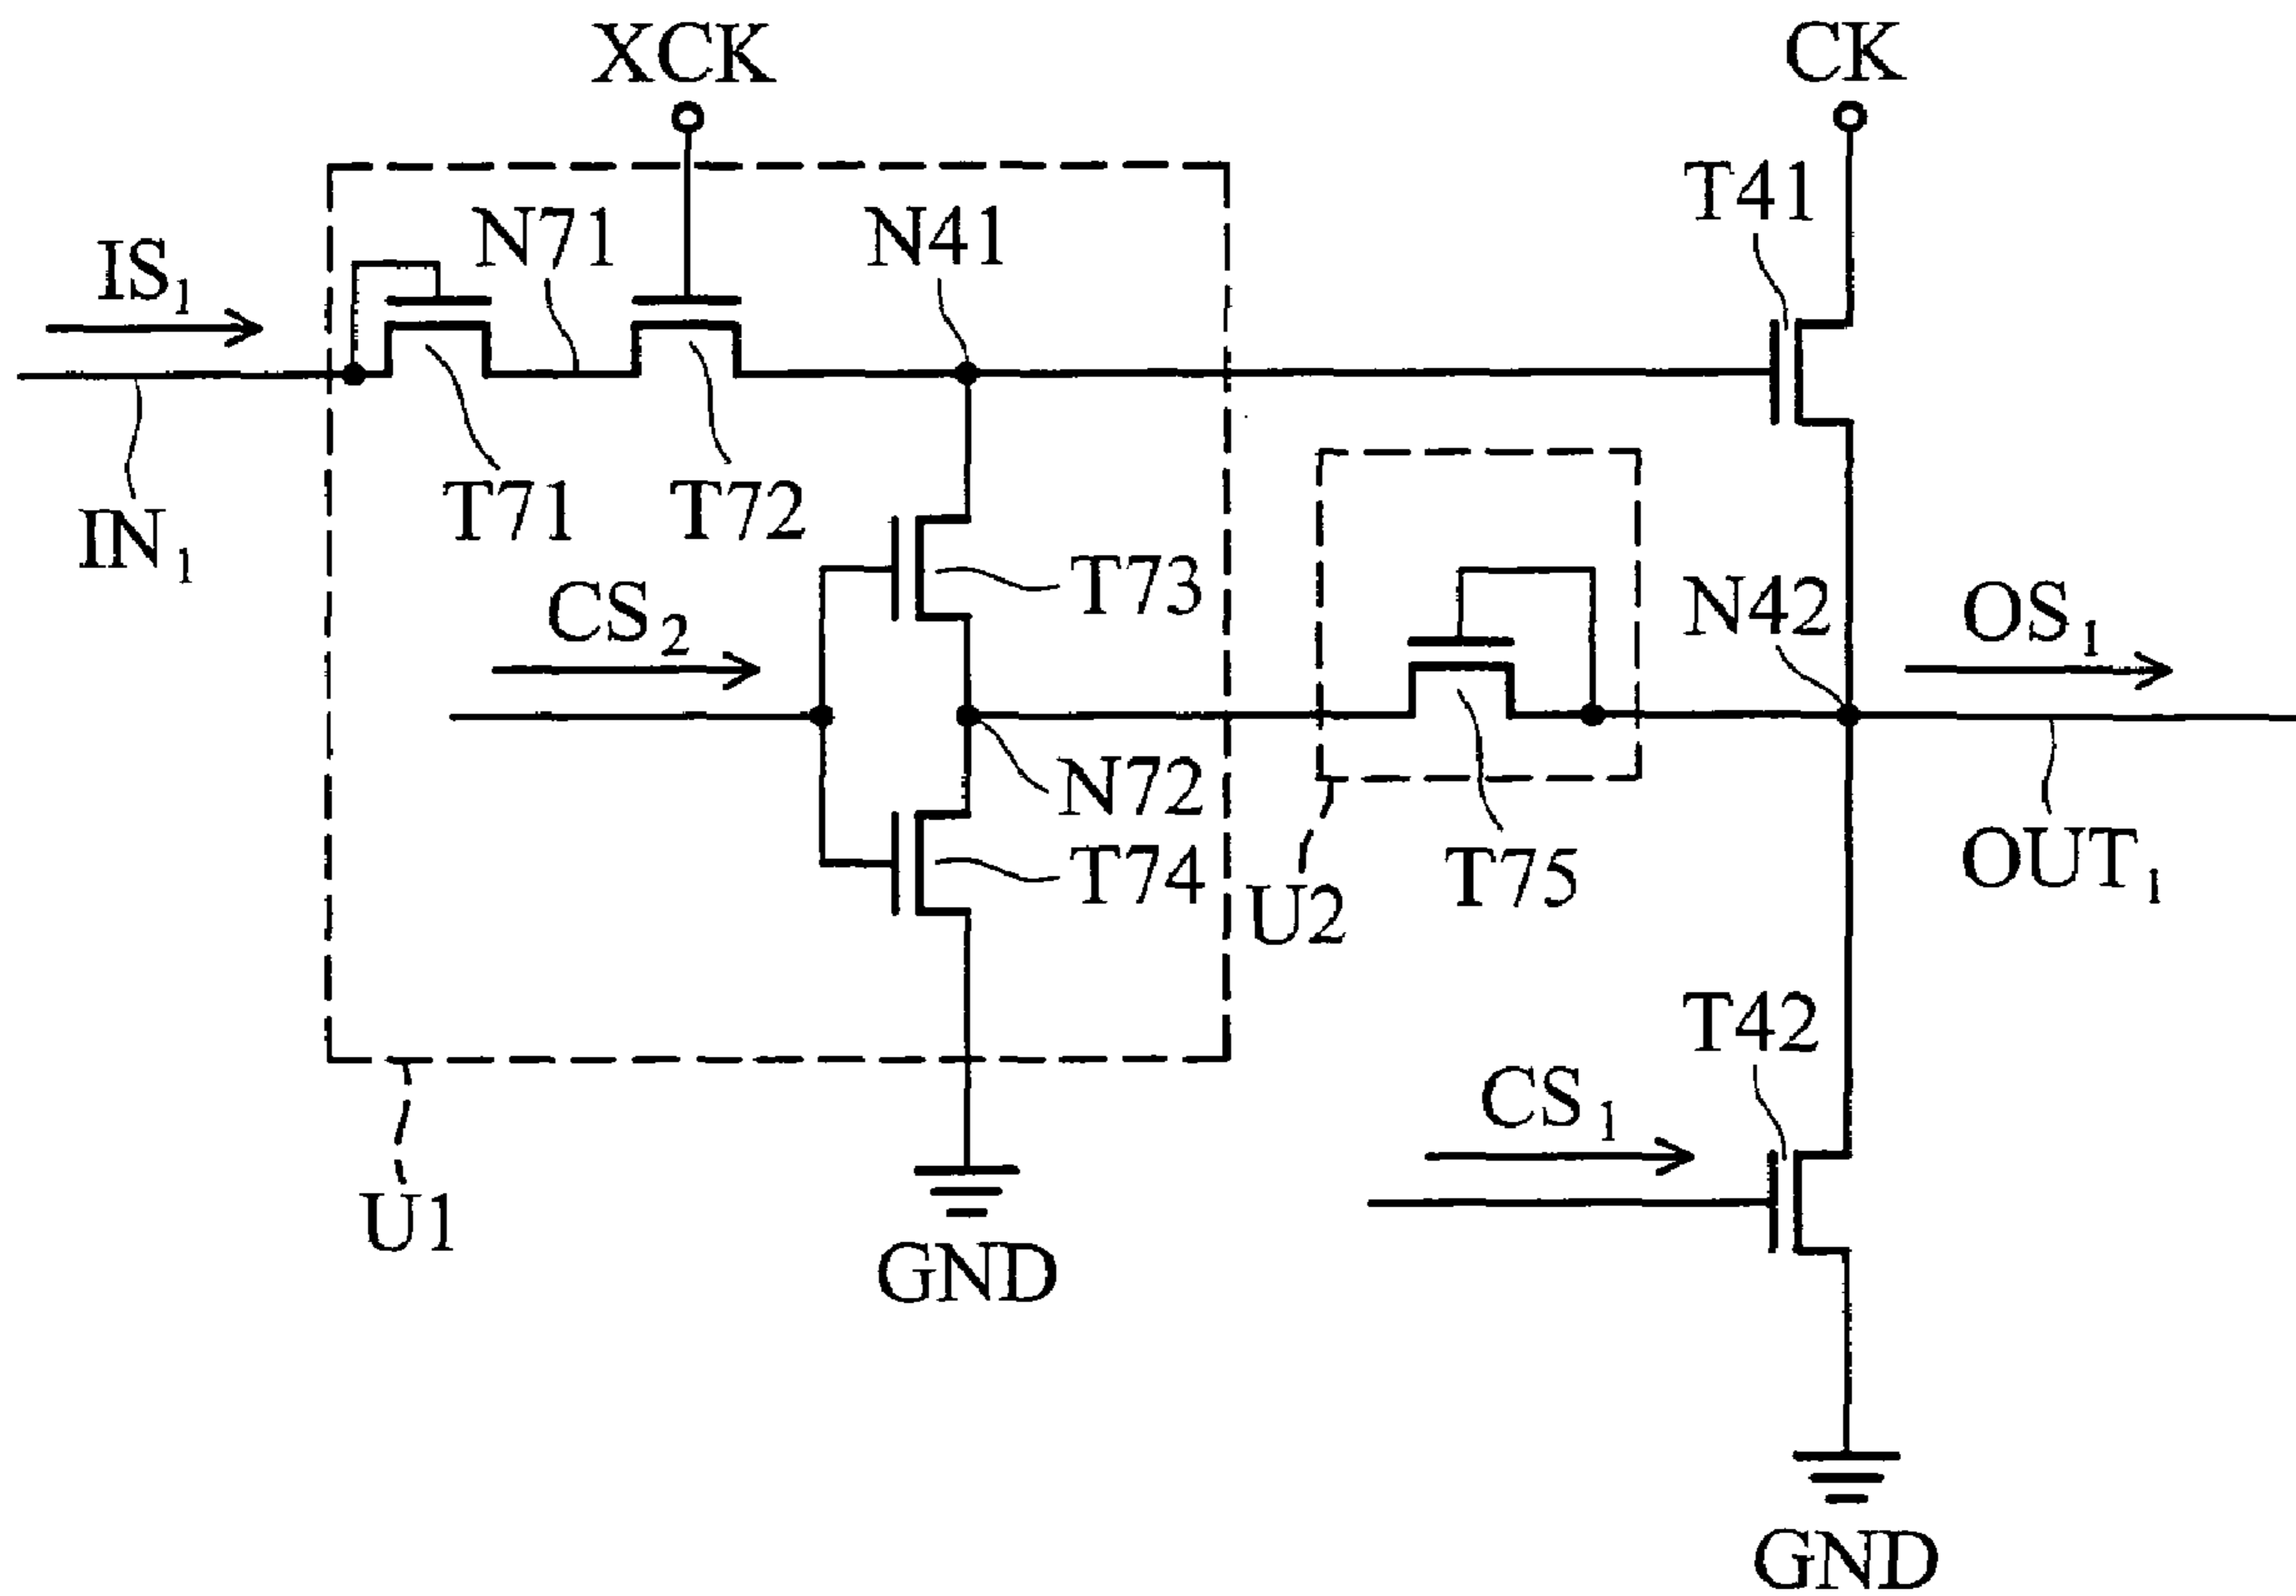 XCK
CK
T41
N71
N41
IS1
T71
T72
IN1
T73
CS2
N42
OS1
N72
T74
T75
OUT1
U2
T42
CS1
U1
GND
GND